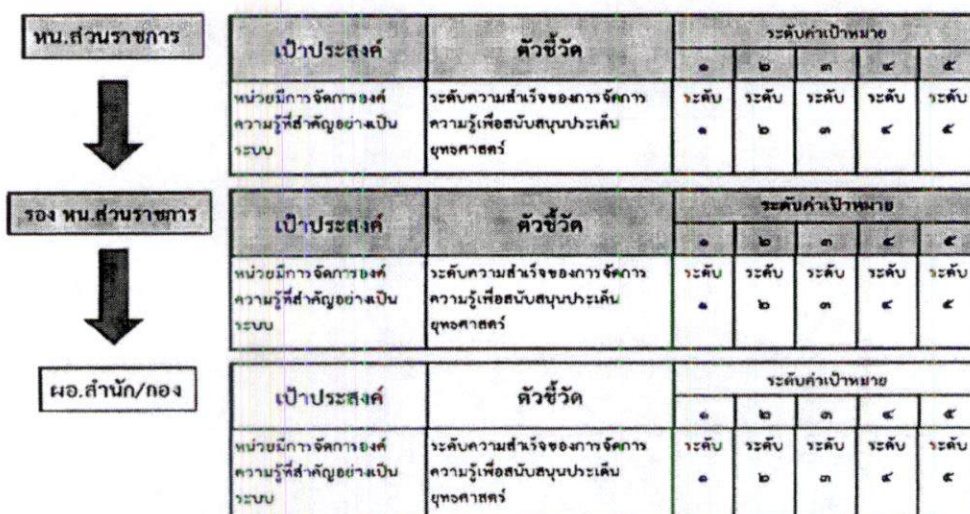 หน.ส่วนราชการ
เป้าประสงค์ ตัวชี้วัด ระดับค่าเป้าหมาย
๑ ๒ ๓ ๔ ๕
หน่วยมีการจัดการองค์ ระดับความสำเร็จของการจัดการ ระดับ ระดับ ระดับ ระดับ ระดับ
ความรู้ที่สำคัญอย่างเป็น ความรู้เพื่อสนับสนุนประเด็น ๑ ๒ ๓ ๔ ๕
ระบบ ยุทธศาสตร์
รอง หน.ส่วนราชการ
เป้าประสงค์ ตัวชี้วัด ระดับค่าเป้าหมาย
๑ ๒ ๓ ๔ ๕
หน่วยมีการจัดการองค์ ระดับความสำเร็จของการจัดการ ระดับ ระดับ ระดับ ระดับ ระดับ
ความรู้ที่สำคัญอย่างเป็น ความรู้เพื่อสนับสนุนประเด็น ๑ ๒ ๓ ๔ ๕
ระบบ ยุทธศาสตร์
ผอ.สำนัก/กอง
เป้าประสงค์ ตัวชี้วัด ระดับค่าเป้าหมาย
๑ ๒ ๓ ๔ ๕
หน่วยมีการจัดการองค์ ระดับความสำเร็จของการจัดการ ระดับ ระดับ ระดับ ระดับ ระดับ
ความรู้ที่สำคัญอย่างเป็น ความรู้เพื่อสนับสนุนประเด็น ๑ ๒ ๓ ๔ ๕
ระบบ ยุทธศาสตร์